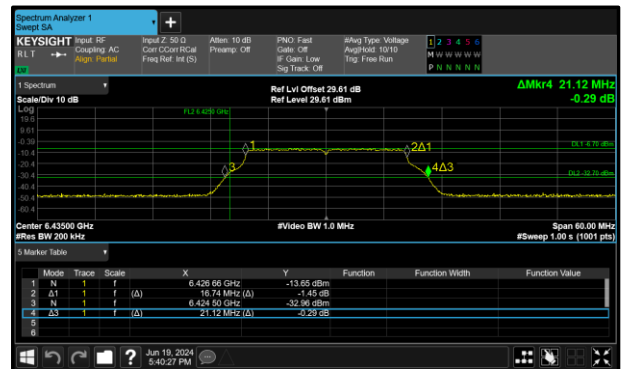 Spectrum Analyzer 1
Swept SA
KEYSIGHT Input: RF Input Z: 50 Ω Atten: 10 dB PNO: Fast #Avg Type: Voltage 1 2 3 4 5 6
RLT Coupling: AC Corr CCorr RCal Preamp: Off Gate: Off Avg|Hold: 10/10 M W W W W W
Align: Partial Freq Ref: Int (S) IF Gain: Low Trig: Free Run P N N N N N
Sig Track: Off
1 Spectrum Ref Lvl Offset 29.61 dB ΔMkr4 21.12 MHz
Scale/Div 10 dB Ref Level 29.61 dBm -0.29 dB
Log FL2 6.4250 GHz
19.6
9.61
-0.39 1 2Δ1 DL1 -6.70 dBm
-10.4
-20.4
-30.4 3 4Δ3 DL2 -32.70 dBm
-40.4
-50.4
-60.4
Center 6.43500 GHz #Video BW 1.0 MHz Span 60.00 MHz
#Res BW 200 kHz #Sweep 1.00 s (1001 pts)
5 Marker Table
Mode Trace Scale X Y Function Function Width Function Value
1 N 1 f 6.426 66 GHz -13.65 dBm
2 Δ1 1 f (Δ) 16.74 MHz (Δ) -1.45 dB
3 N 1 f 6.424 50 GHz -32.96 dBm
4 Δ3 1 f (Δ) 21.12 MHz (Δ) -0.29 dB
5
6
? Jun 19, 2024
5:40:27 PM